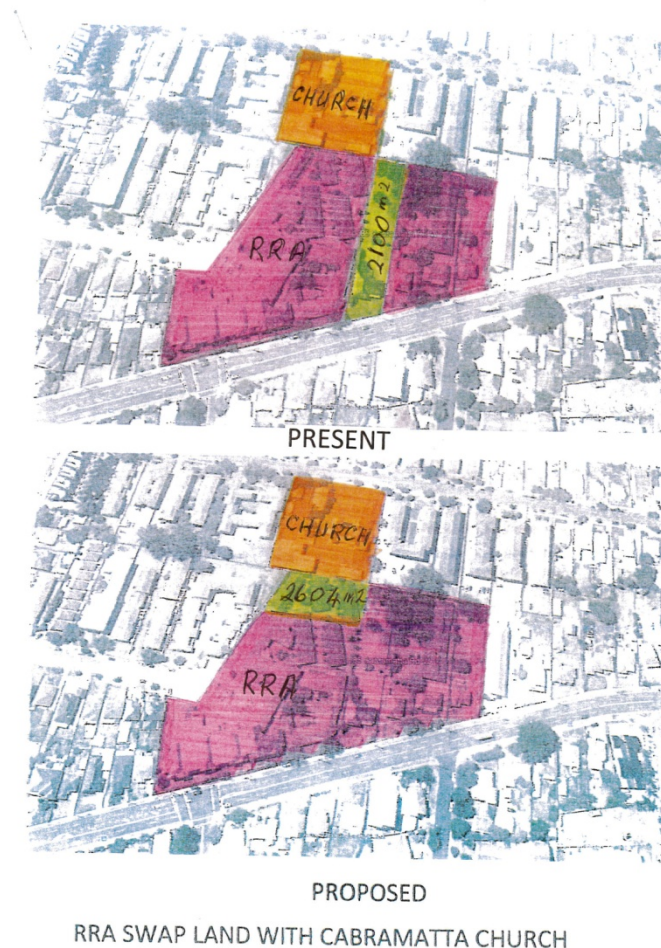 CHURCH
RRA
2100 m2
PRESENT
CHURCH
2604 m2
RRA
PROPOSED
RRA SWAP LAND WITH CABRAMATTA CHURCH